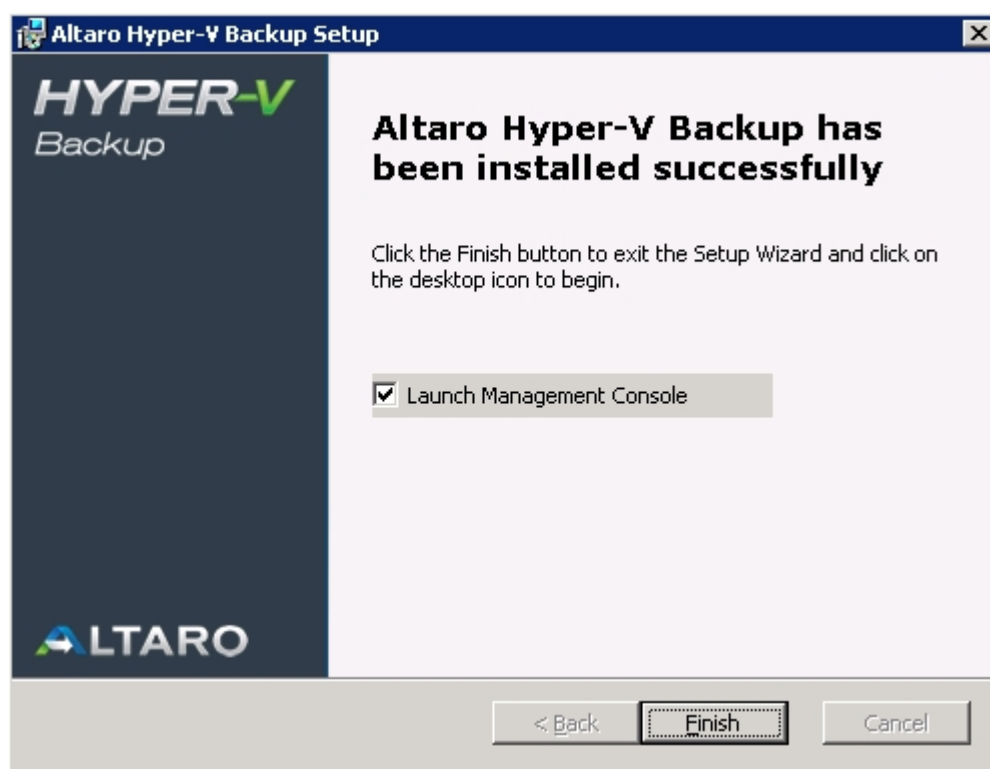 Altaro Hyper-V Backup Setup
HYPER-V
Backup
Altaro Hyper-V Backup has
been installed successfully
Click the Finish button to exit the Setup Wizard and click on
the desktop icon to begin.
Launch Management Console
ALTARO
< Back
Finish
Cancel